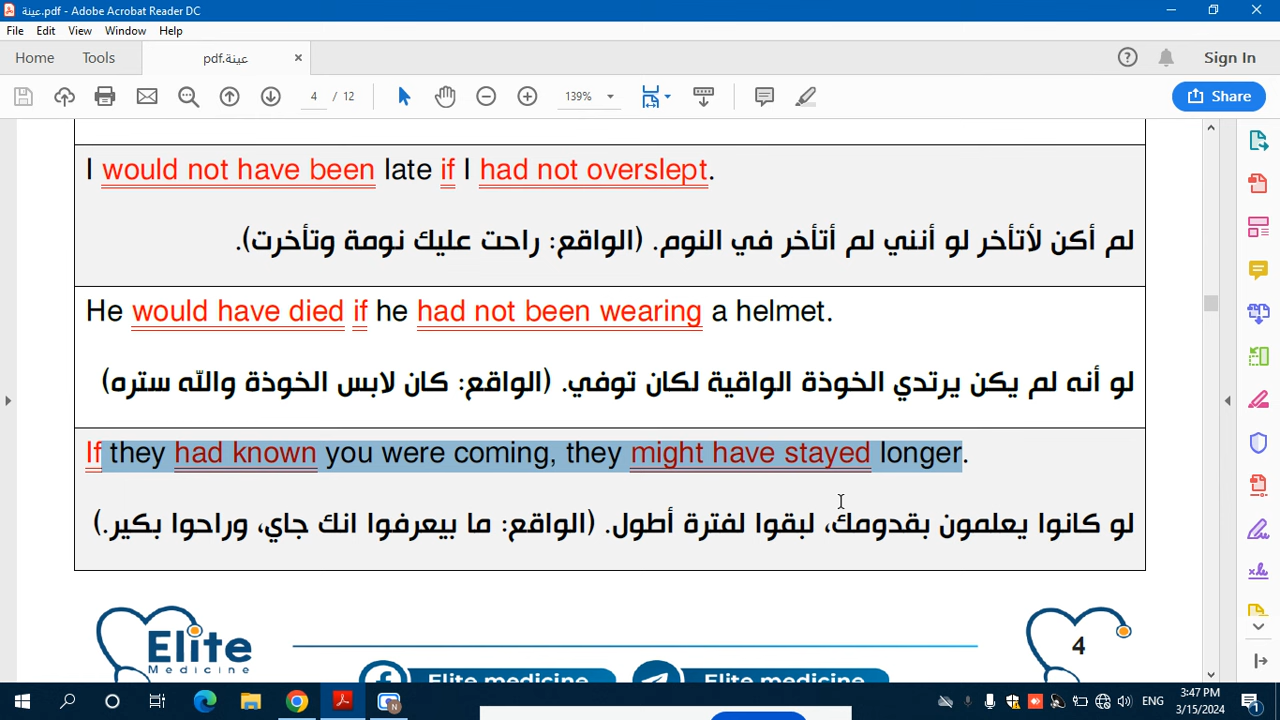 عينة.pdf - Adobe Acrobat Reader DC
File Edit View Window Help
Home Tools عينة.pdf Sign In
4 / 12 139% Share
I would not have been late if I had not overslept.
لم أكن لأتأخر لو أنني لم أتأخر في النوم. (الواقع: راحت عليك نومة وتأخرت).
He would have died if he had not been wearing a helmet.
لو أنه لم يكن يرتدي الخوذة الواقية لكان توفي. (الواقع: كان لابس الخوذة والله ستره)
If they had known you were coming, they might have stayed longer.
لو كانوا يعلمون بقدومك، لبقوا لفترة أطول. (الواقع: ما بيعرفوا انك جاي، وراحوا بكير.)
Elite
Medicine
4
Elite medicine Elite medicine
ENG
3:47 PM
3/15/2024